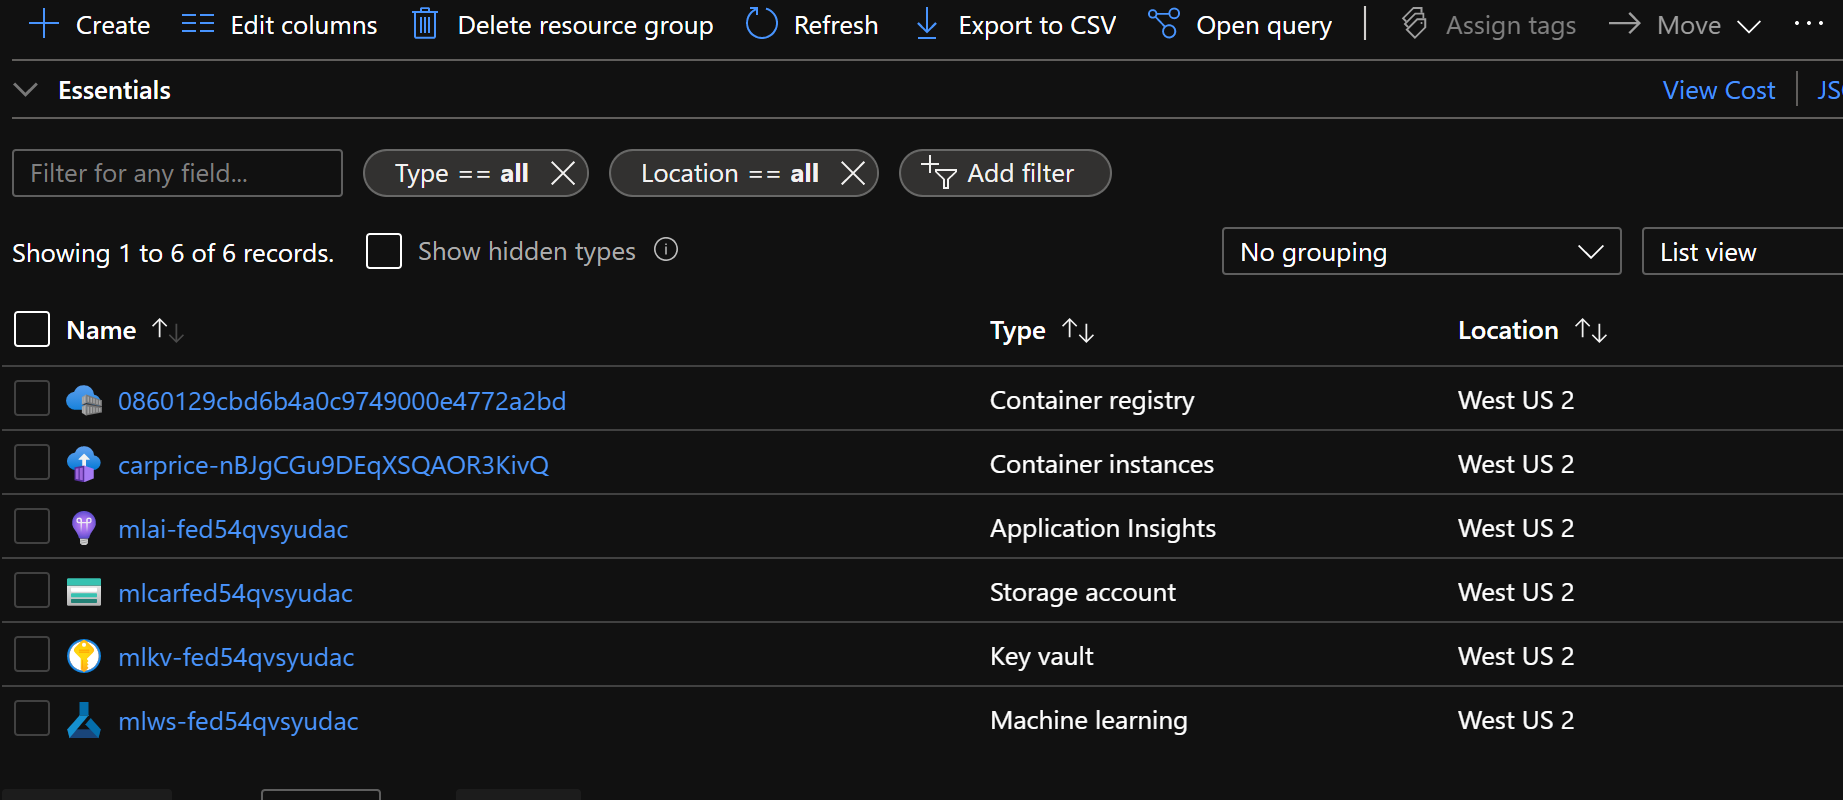 Create Edit columns Delete resource group Refresh Export to CSV Open query Assign tags Move
Essentials View Cost
Filter for any field... Type == all Location == all Add filter
Showing 1 to 6 of 6 records. Show hidden types No grouping List view
Name Type Location
0860129cbd6b4a0c9749000e4772a2bd Container registry West US 2
carprice-nBJgCGu9DEqXSQAOR3KivQ Container instances West US 2
mlai-fed54qvsyudac Application Insights West US 2
mlcarfed54qvsyudac Storage account West US 2
mlkv-fed54qvsyudac Key vault West US 2
mlws-fed54qvsyudac Machine learning West US 2